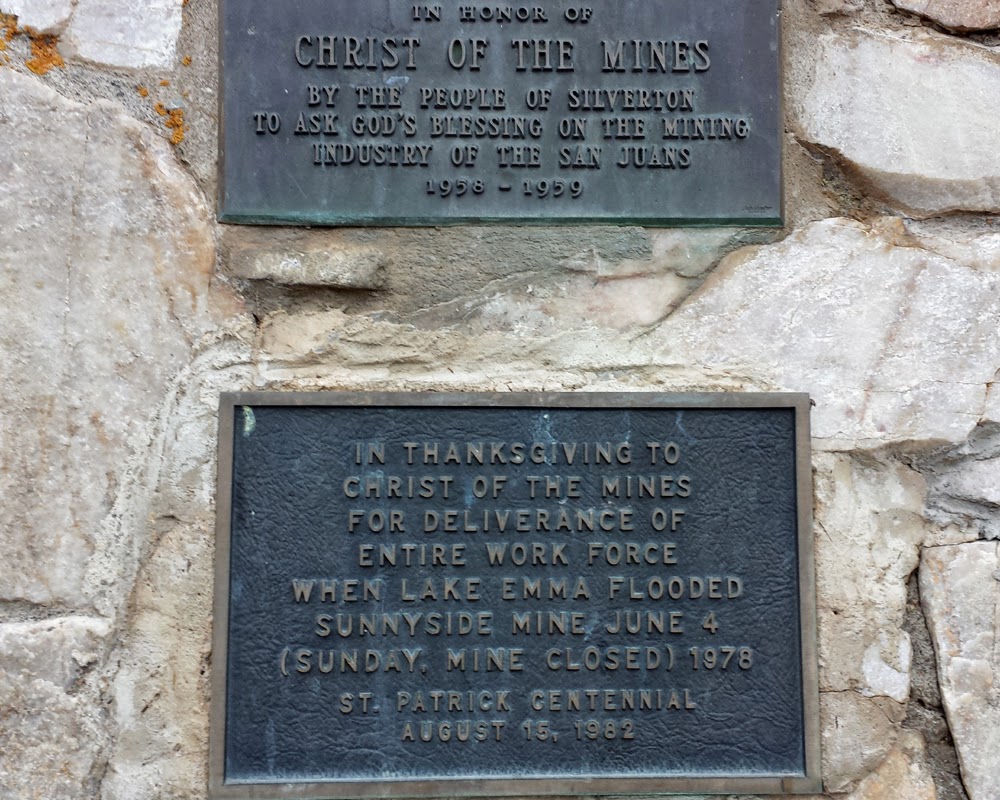 IN HONOR OF
CHRIST OF THE MINES
BY THE PEOPLE OF SILVERTON
TO ASK GOD'S BLESSING ON THE MINING
INDUSTRY OF THE SAN JUANS
1958 - 1959
IN THANKSGIVING TO
CHRIST OF THE MINES
FOR DELIVERANCE OF
ENTIRE WORK FORCE
WHEN LAKE EMMA FLOODED
SUNNYSIDE MINE JUNE 4
(SUNDAY, MINE CLOSED) 1978
ST. PATRICK CENTENNIAL
AUGUST 15, 1982